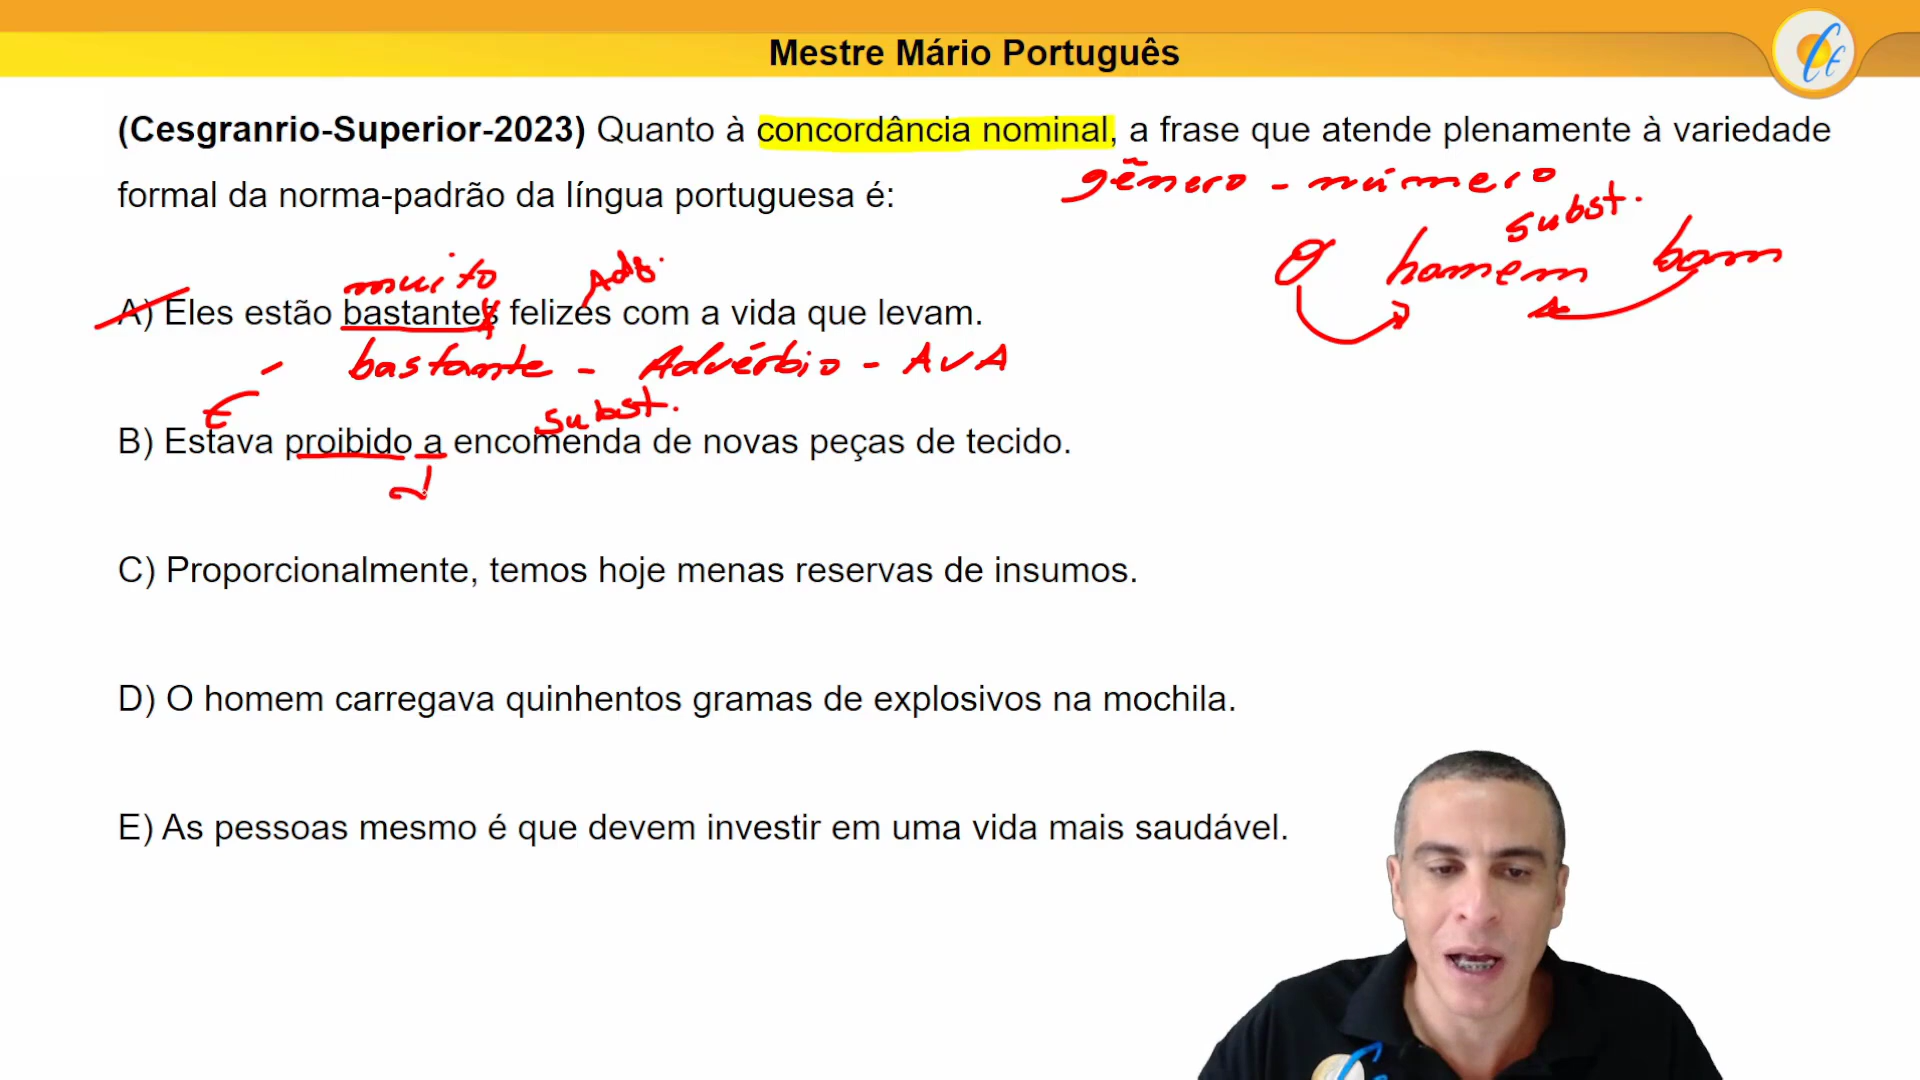 Mestre Mário Português
(Cesgranrio-Superior-2023) Quanto à concordância nominal, a frase que atende plenamente à variedade
formal da norma-padrão da língua portuguesa é:
gênero - número
subst.
O homem bom
muito Adj.
A) Eles estão bastantes felizes com a vida que levam.
bastante - Advérbio - AVA
subst.
B) Estava proibido a encomenda de novas peças de tecido.
C) Proporcionalmente, temos hoje menas reservas de insumos.
D) O homem carregava quinhentos gramas de explosivos na mochila.
E) As pessoas mesmo é que devem investir em uma vida mais saudável.